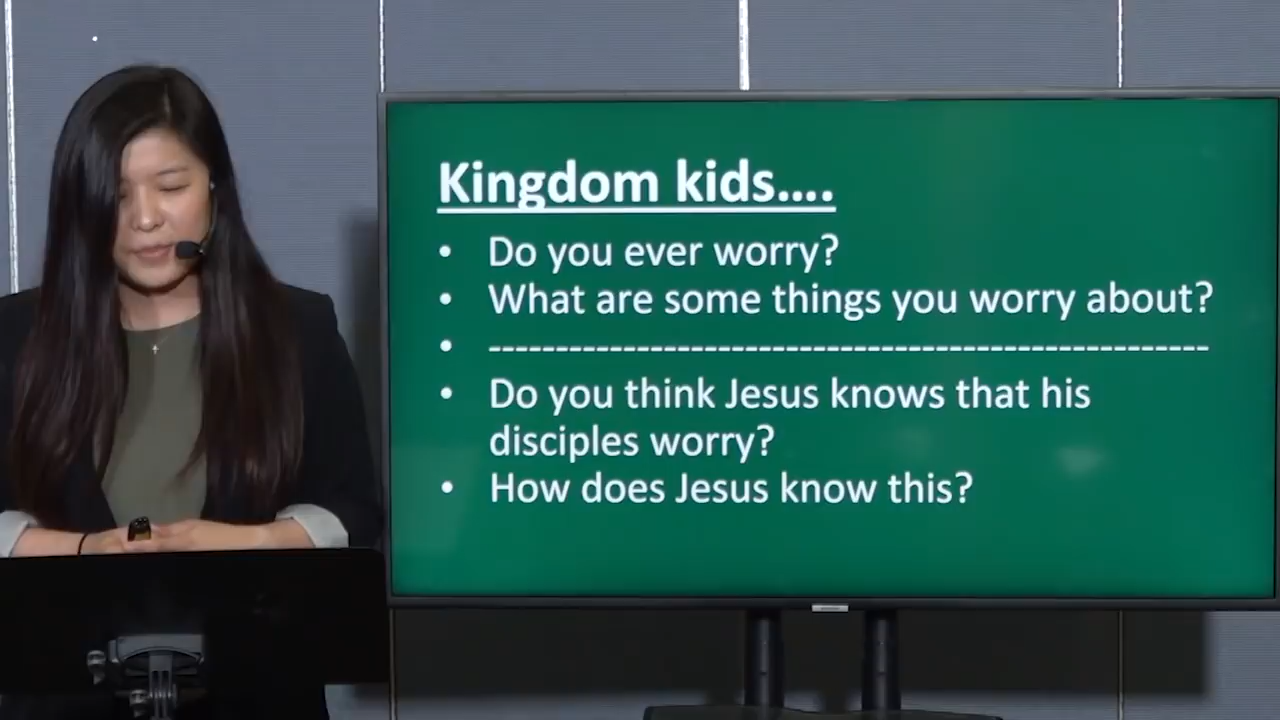 Kingdom kids....
• Do you ever worry?
• What are some things you worry about?
• ------------------------------------------------------
• Do you think Jesus knows that his
disciples worry?
• How does Jesus know this?